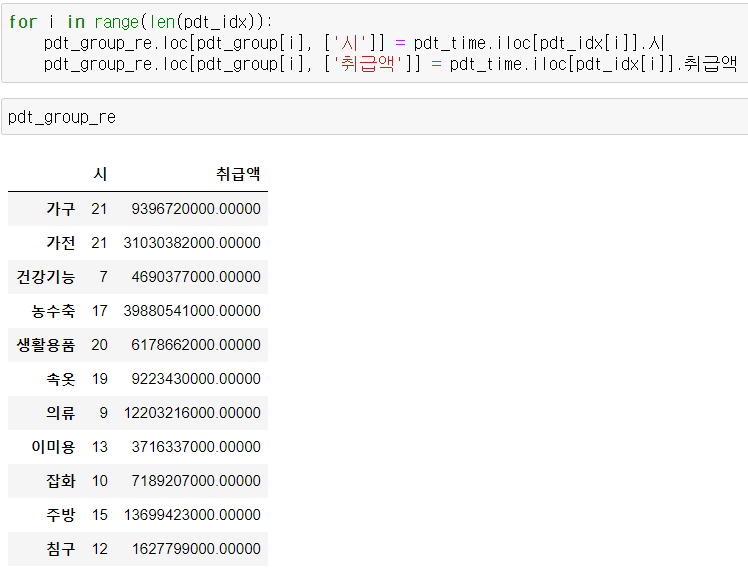 for i in range(len(pdt_idx)):
    pdt_group_re.loc[pdt_group[i], ['시']] = pdt_time.iloc[pdt_idx[i]].시
    pdt_group_re.loc[pdt_group[i], ['취급액']] = pdt_time.iloc[pdt_idx[i]].취급액
pdt_group_re
시 취급액
가구 21 9396720000.00000
가전 21 31030382000.00000
건강기능 7 4690377000.00000
농수축 17 39880541000.00000
생활용품 20 6178662000.00000
속옷 19 9223430000.00000
의류 9 12203216000.00000
이미용 13 3716337000.00000
잡화 10 7189207000.00000
주방 15 13699423000.00000
침구 12 1627799000.00000